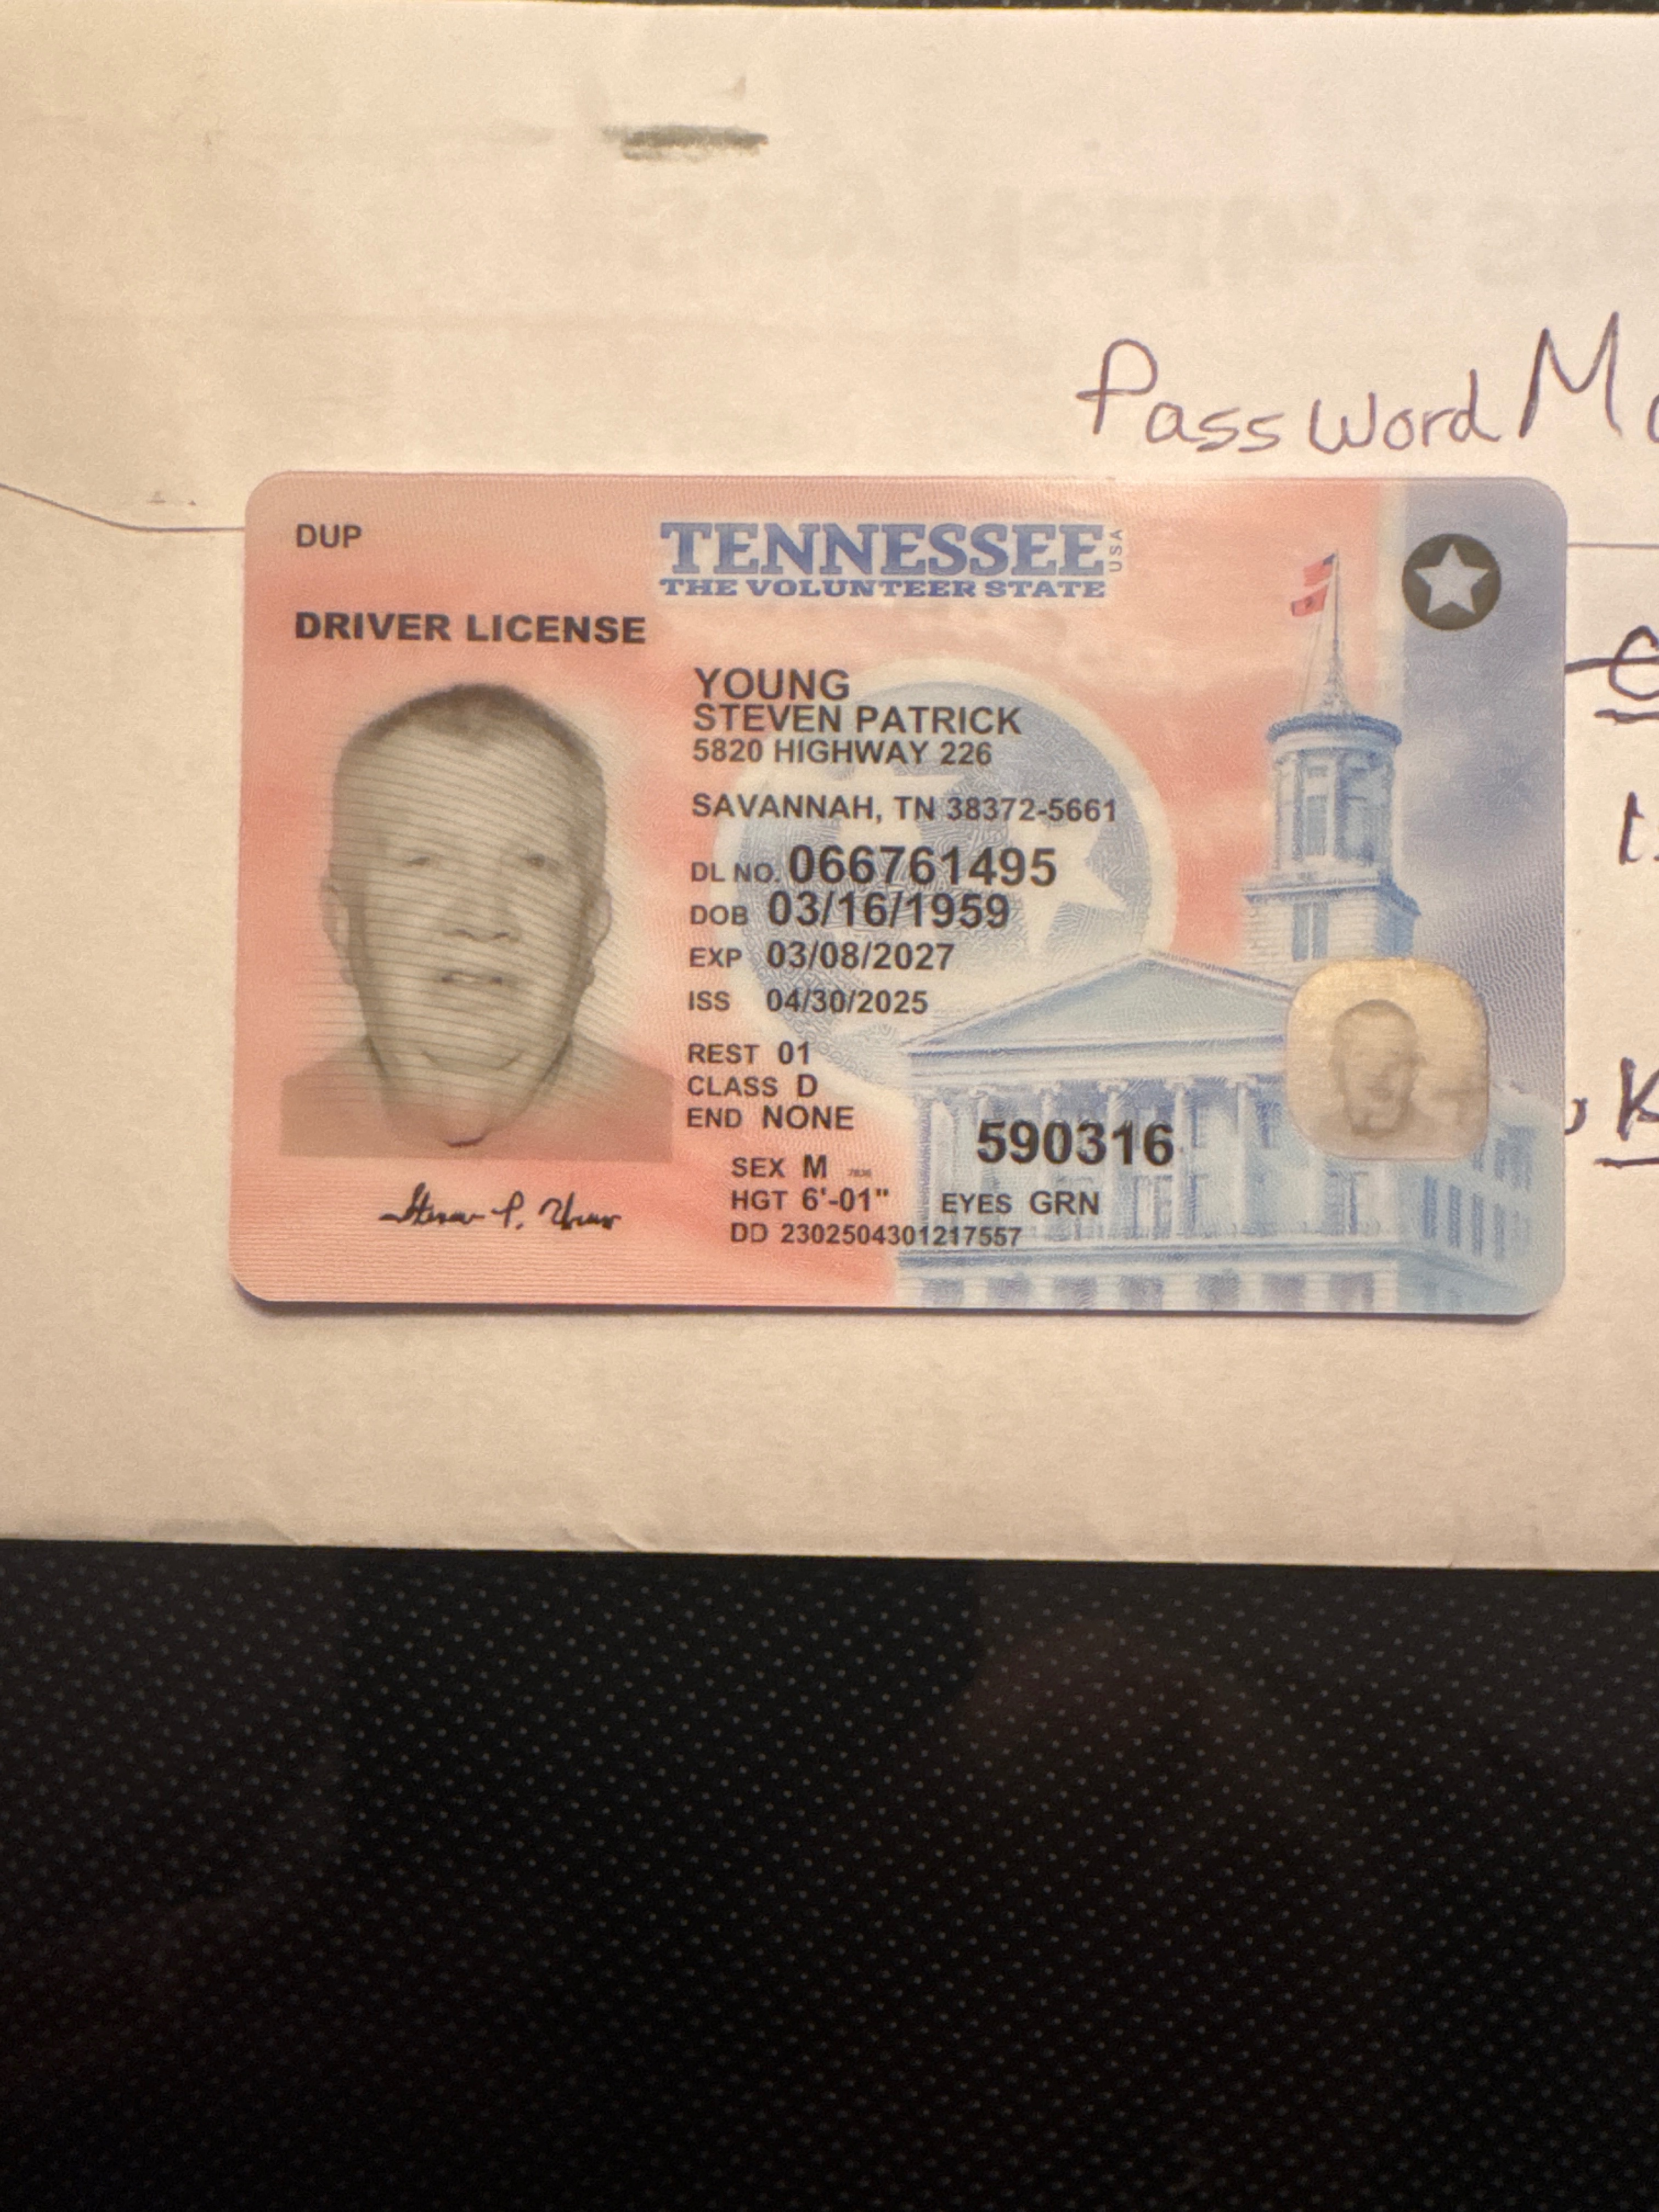 PassWord M
DUP
TENNESSEE USA
THE VOLUNTEER STATE
DRIVER LICENSE
YOUNG
STEVEN PATRICK
5820 HIGHWAY 226
SAVANNAH, TN 38372-5661
DL NO. 066761495
DOB 03/16/1959
EXP 03/08/2027
ISS 04/30/2025
REST 01
CLASS D
END NONE
590316
SEX M
HGT 6'-01" EYES GRN
DD 2302504301217557
Steven P. Young